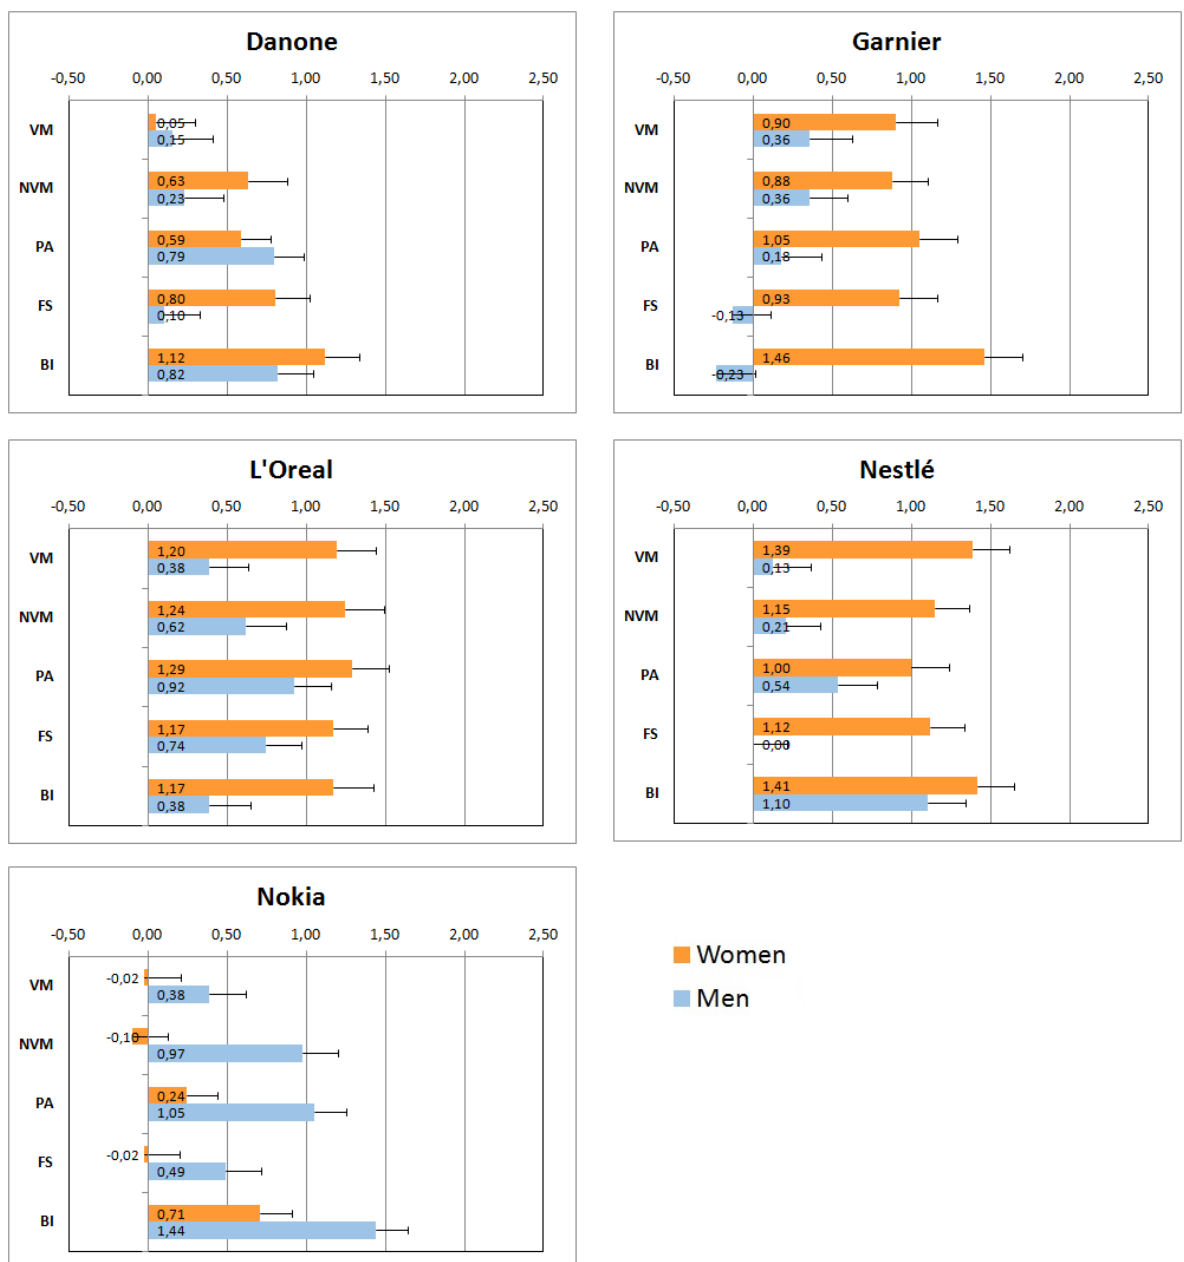 Danone
-0,50 0,00 0,50 1,00 1,50 2,00 2,50
VM 0,05
0,15
NVM 0,63
0,23
PA 0,59
0,79
FS 0,80
0,10
BI 1,12
0,82
Garnier
-0,50 0,00 0,50 1,00 1,50 2,00 2,50
VM 0,90
0,36
NVM 0,88
0,36
PA 1,05
0,18
FS 0,93
-0,13
BI 1,46
-0,23
L'Oreal
-0,50 0,00 0,50 1,00 1,50 2,00 2,50
VM 1,20
0,38
NVM 1,24
0,62
PA 1,29
0,92
FS 1,17
0,74
BI 1,17
0,38
Nestlé
-0,50 0,00 0,50 1,00 1,50 2,00 2,50
VM 1,39
0,13
NVM 1,15
0,21
PA 1,00
0,54
FS 1,12
0,00
BI 1,41
1,10
Nokia
-0,50 0,00 0,50 1,00 1,50 2,00 2,50
VM -0,02
0,38
NVM -0,10
0,97
PA 0,24
1,05
FS -0,02
0,49
BI 0,71
1,44
Women
Men